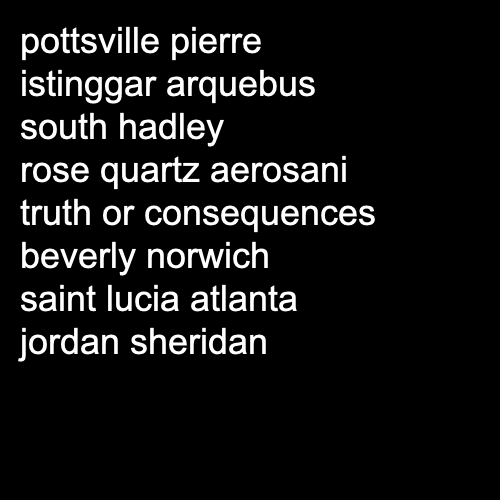 pottsville pierre
istinggar arquebus
south hadley
rose quartz aerosani
truth or consequences
beverly norwich
saint lucia atlanta
jordan sheridan